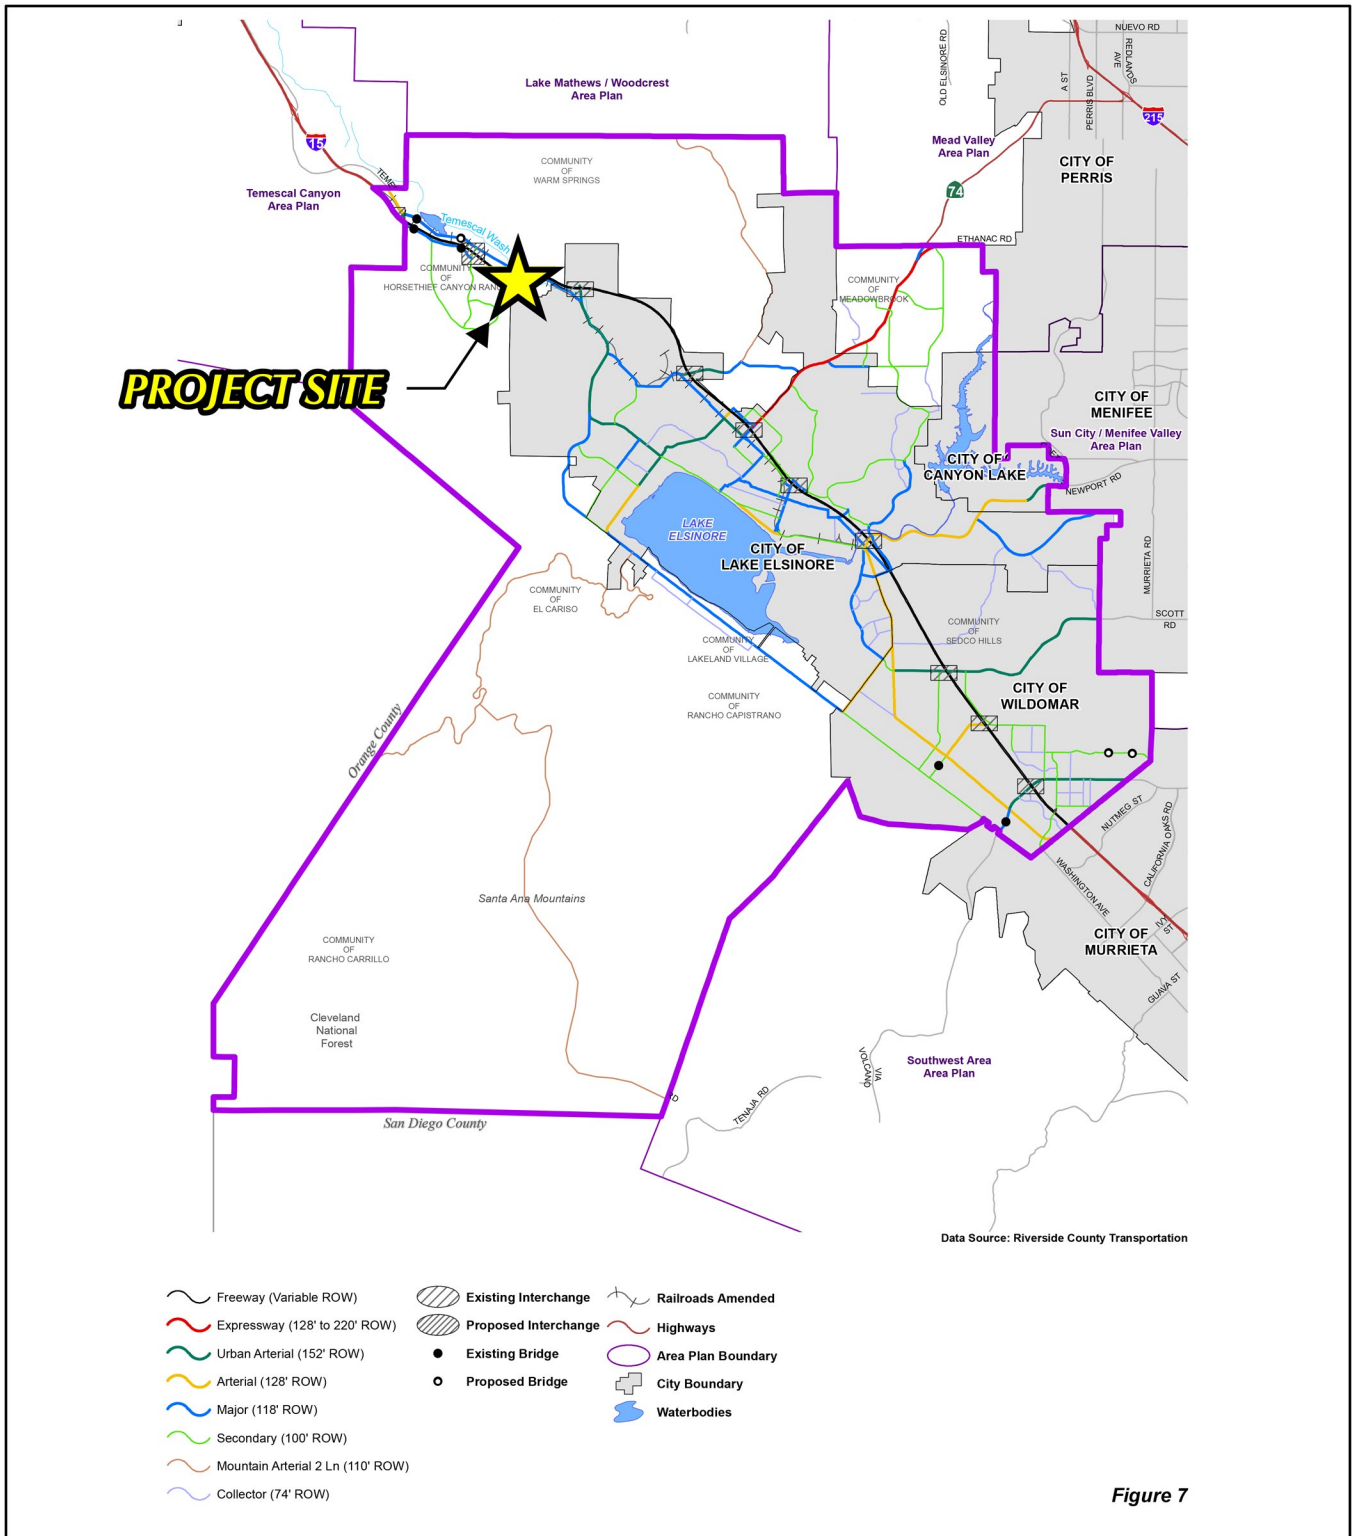 NUEVO RD
OLD ELSINORE RD
A ST
PERRIS BLVD
REDLANDS
AVE
Lake Mathews / Woodcrest
Area Plan
215
15
Mead Valley
Area Plan
CITY OF
PERRIS
COMMUNITY
OF
WARM SPRINGS
74
Temescal Canyon
Area Plan
Temescal Wash
ETHANAC RD
COMMUNITY
OF
HORSETHIEF CANYON RANC
COMMUNITY
OF
MEADOWBROOK
PROJECT SITE
CITY OF
MENIFEE
Sun City / Menifee Valley
Area Plan
CITY OF
CANYON LAKE
NEWPORT RD
LAKE
ELSINORE
CITY OF
LAKE ELSINORE
MURRIETA RD
COMMUNITY
OF
EL CARISO
SCOTT
RD
COMMUNITY
OF
SEDCO HILLS
COMMUNITY
OF
LAKELAND VILLAGE
CITY OF
WILDOMAR
COMMUNITY
OF
RANCHO CAPISTRANO
Orange County
NUTMEG ST
CALIFORNIA OAKS RD
WASHINGTON AVE
IVY
ST
Santa Ana Mountains
CITY OF
MURRIETA
COMMUNITY
OF
RANCHO CARRILLO
GUAVA ST
Cleveland
National
Forest
VIA
VOLCANO
Southwest Area
Area Plan
RD
TENAJA RD
San Diego County
Data Source: Riverside County Transportation
Freeway (Variable ROW)
Expressway (128' to 220' ROW)
Urban Arterial (152' ROW)
Arterial (128' ROW)
Major (118' ROW)
Secondary (100' ROW)
Mountain Arterial 2 Ln (110' ROW)
Collector (74' ROW)
Existing Interchange
Proposed Interchange
Existing Bridge
Proposed Bridge
Railroads Amended
Highways
Area Plan Boundary
City Boundary
Waterbodies
Figure 7